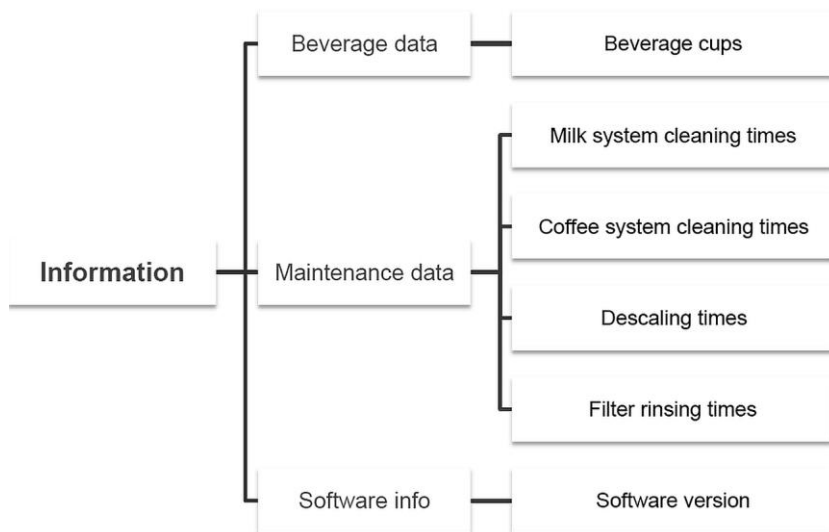 Information
Beverage data
Beverage cups
Maintenance data
Milk system cleaning times
Coffee system cleaning times
Descaling times
Filter rinsing times
Software info
Software version